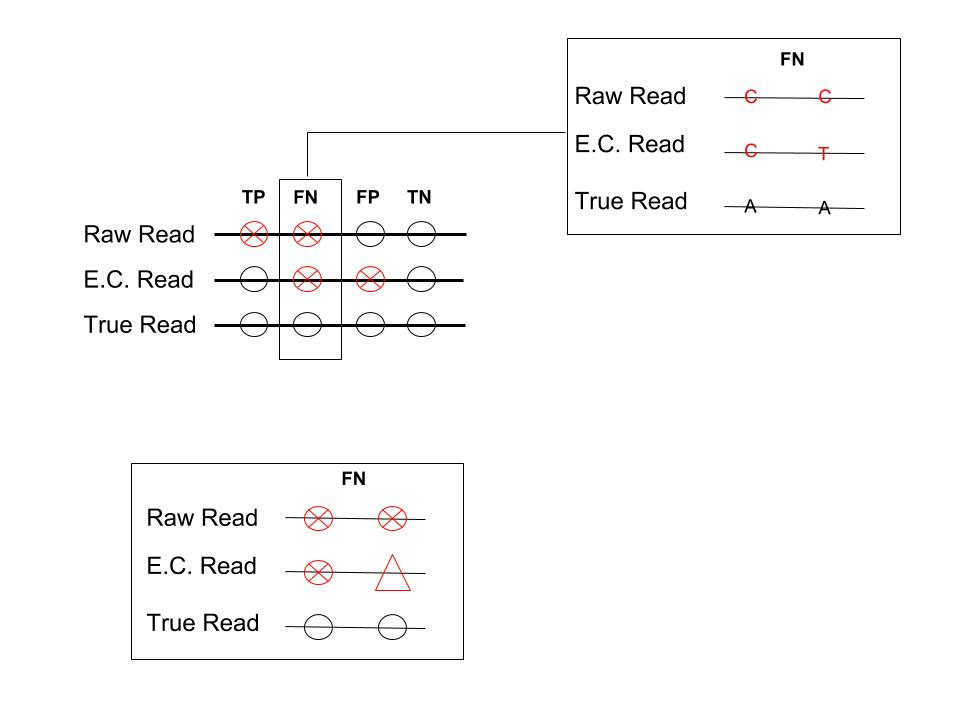 FN
Raw Read C C
E.C. Read C T
True Read A A
TP FN FP TN
Raw Read
E.C. Read
True Read
FN
Raw Read
E.C. Read
True Read